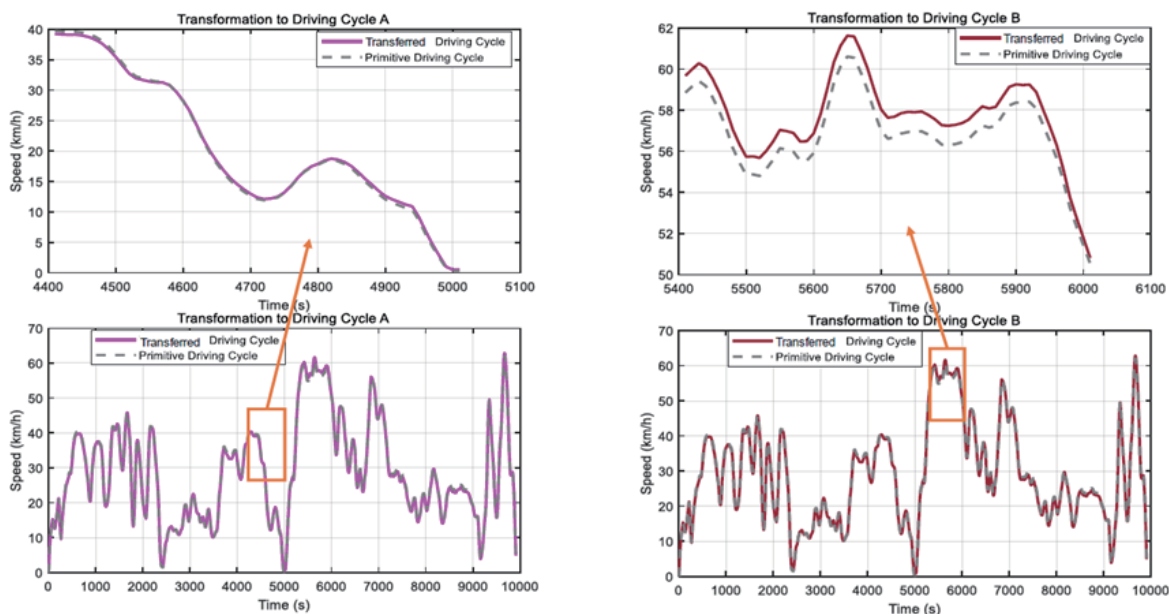 Transformation to Driving Cycle A
Transferred Driving Cycle
Primitive Driving Cycle
Speed (km/h)
40
35
30
25
20
15
10
5
0
4400 4500 4600 4700 4800 4900 5000 5100
Time (s)
Transformation to Driving Cycle B
Transferred Driving Cycle
Primitive Driving Cycle
Speed (km/h)
62
60
58
56
54
52
51
50
5400 5500 5600 5700 5800 5900 6000 6100
Time (s)
Transformation to Driving Cycle A
Transferred Driving Cycle
Primitive Driving Cycle
Speed (km/h)
70
60
50
40
30
20
10
0
0 1000 2000 3000 4000 5000 6000 7000 8000 9000 10000
Time (s)
Transformation to Driving Cycle B
Transferred Driving Cycle
Primitive Driving Cycle
Speed (km/h)
70
60
50
40
30
20
10
0
0 1000 2000 3000 4000 5000 6000 7000 8000 9000 10000
Time (s)